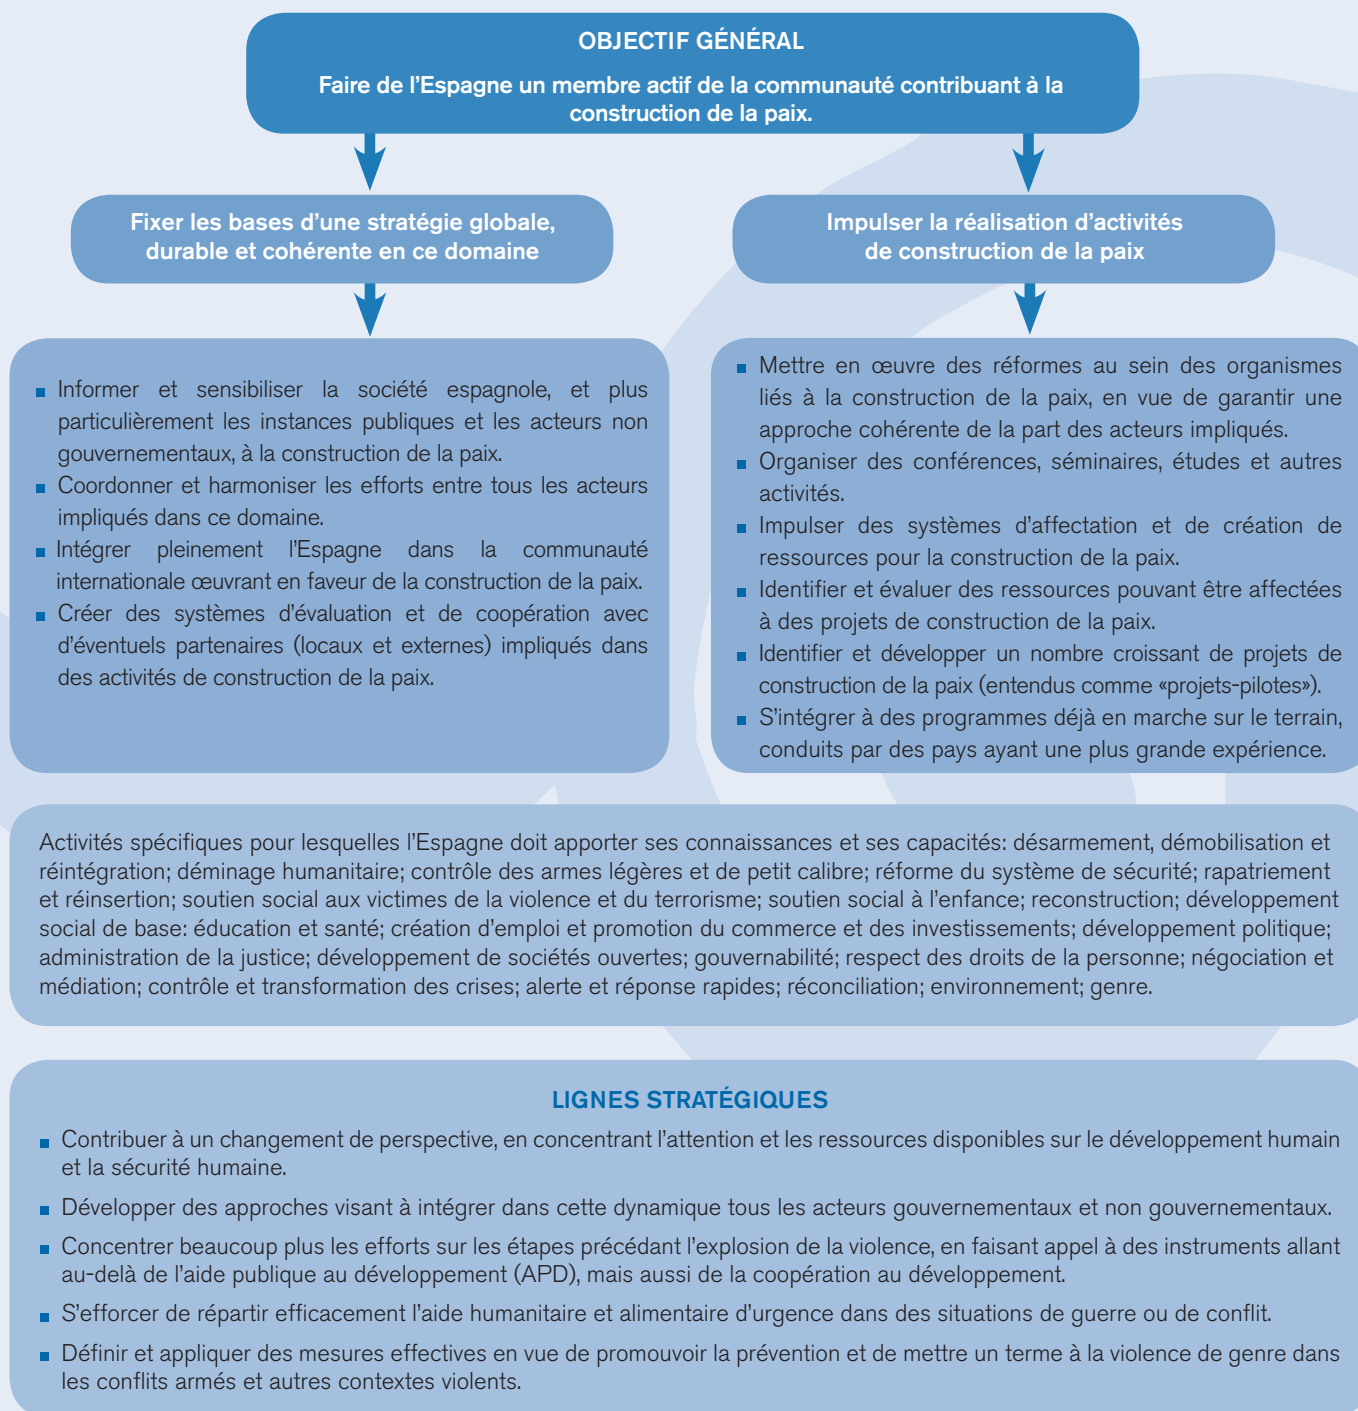 OBJECTIF GÉNÉRAL
Faire de l'Espagne un membre actif de la communauté contribuant à la
construction de la paix.
Fixer les bases d'une stratégie globale,
durable et cohérente en ce domaine
Impulser la réalisation d'activités
de construction de la paix
■ Informer et sensibiliser la société espagnole, et plus
particulièrement les instances publiques et les acteurs non
gouvernementaux, à la construction de la paix.
■ Coordonner et harmoniser les efforts entre tous les acteurs
impliqués dans ce domaine.
■ Intégrer pleinement l'Espagne dans la communauté
internationale œuvrant en faveur de la construction de la paix.
■ Créer des systèmes d'évaluation et de coopération avec
d'éventuels partenaires (locaux et externes) impliqués dans
des activités de construction de la paix.
■ Mettre en œuvre des réformes au sein des organismes
liés à la construction de la paix, en vue de garantir une
approche cohérente de la part des acteurs impliqués.
■ Organiser des conférences, séminaires, études et autres
activités.
■ Impulser des systèmes d'affectation et de création de
ressources pour la construction de la paix.
■ Identifier et évaluer des ressources pouvant être affectées
à des projets de construction de la paix.
■ Identifier et développer un nombre croissant de projets de
construction de la paix (entendus comme «projets-pilotes»).
■ S'intégrer à des programmes déjà en marche sur le terrain,
conduits par des pays ayant une plus grande expérience.
Activités spécifiques pour lesquelles l'Espagne doit apporter ses connaissances et ses capacités: désarmement, démobilisation et
réintégration; déminage humanitaire; contrôle des armes légères et de petit calibre; réforme du système de sécurité; rapatriement
et réinsertion; soutien social aux victimes de la violence et du terrorisme; soutien social à l'enfance; reconstruction; développement
social de base: éducation et santé; création d'emploi et promotion du commerce et des investissements; développement politique;
administration de la justice; développement de sociétés ouvertes; gouvernabilité; respect des droits de la personne; négociation et
médiation; contrôle et transformation des crises; alerte et réponse rapides; réconciliation; environnement; genre.
LIGNES STRATÉGIQUES
■ Contribuer à un changement de perspective, en concentrant l'attention et les ressources disponibles sur le développement humain
et la sécurité humaine.
■ Développer des approches visant à intégrer dans cette dynamique tous les acteurs gouvernementaux et non gouvernementaux.
■ Concentrer beaucoup plus les efforts sur les étapes précédant l'explosion de la violence, en faisant appel à des instruments allant
au-delà de l'aide publique au développement (APD), mais aussi de la coopération au développement.
■ S'efforcer de répartir efficacement l'aide humanitaire et alimentaire d'urgence dans des situations de guerre ou de conflit.
■ Définir et appliquer des mesures effectives en vue de promouvoir la prévention et de mettre un terme à la violence de genre dans
les conflits armés et autres contextes violents.